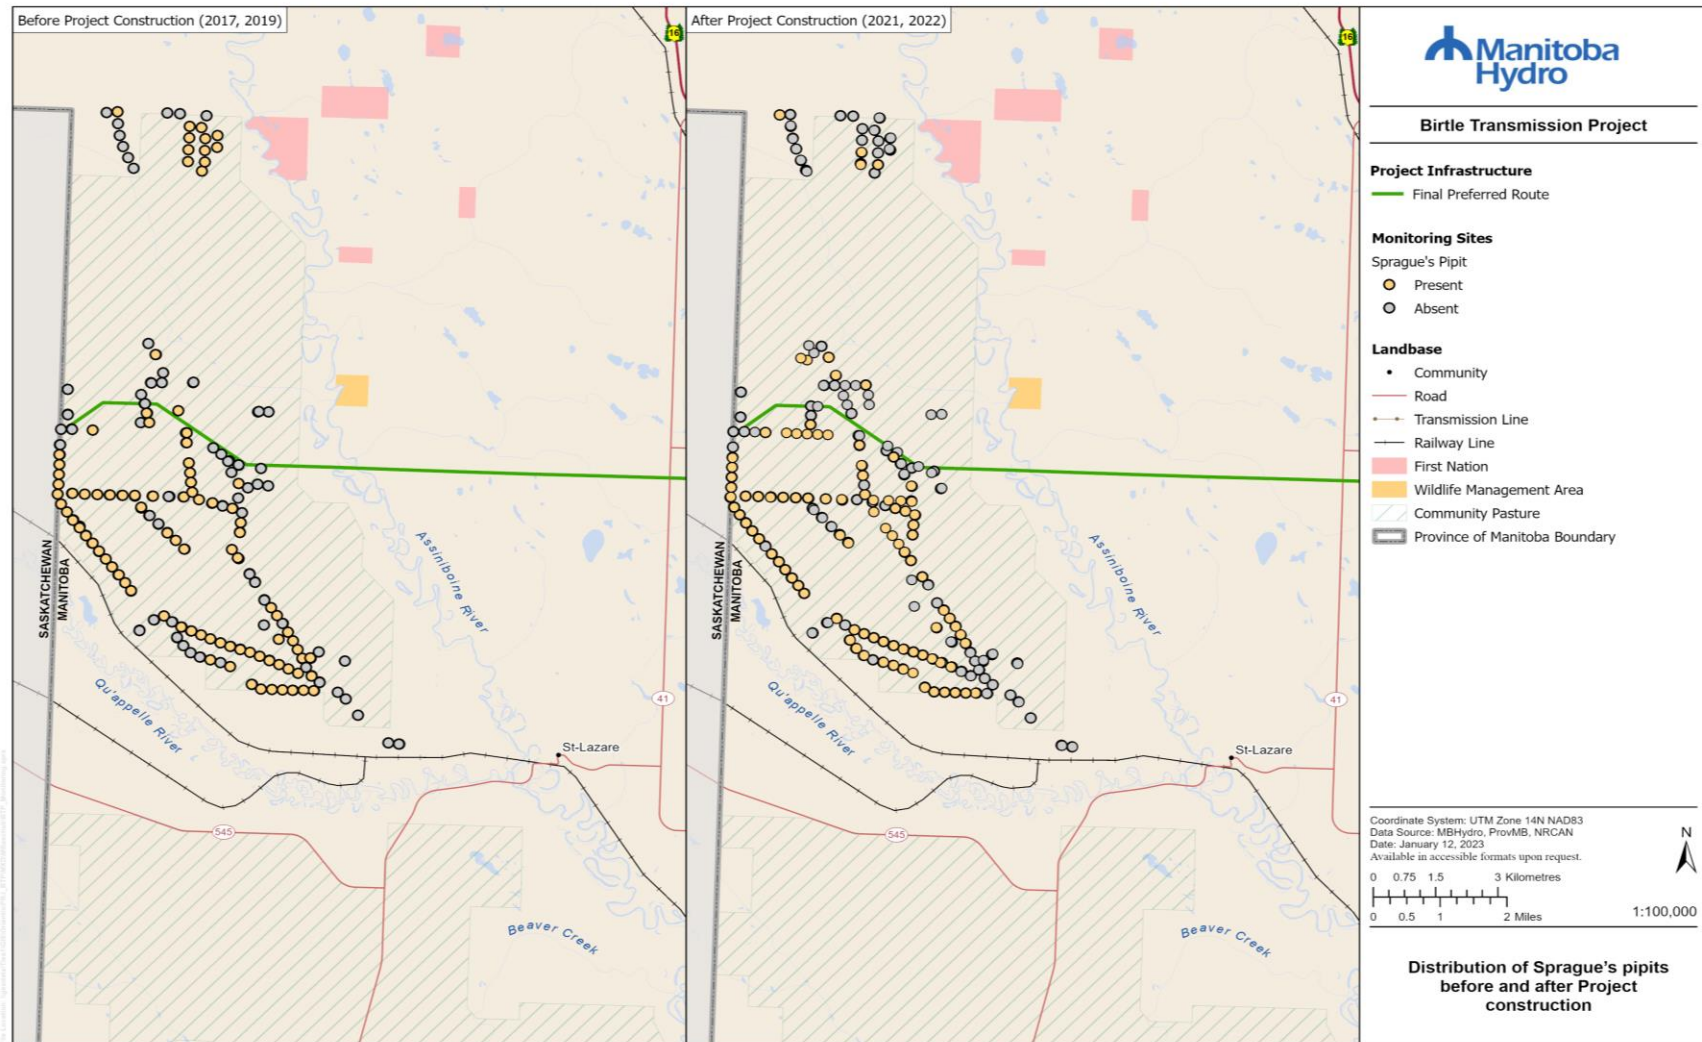 Before Project Construction (2017, 2019)
16
SASKATCHEWAN
MANITOBA
Assiniboine River
Qu'appelle River
41
St-Lazare
545
Beaver Creek
After Project Construction (2021, 2022)
16
SASKATCHEWAN
MANITOBA
Assiniboine River
Qu'appelle River
41
St-Lazare
545
Beaver Creek
Manitoba
Hydro
Birtle Transmission Project
Project Infrastructure
Final Preferred Route
Monitoring Sites
Sprague's Pipit
Present
Absent
Landbase
Community
Road
Transmission Line
Railway Line
First Nation
Wildlife Management Area
Community Pasture
Province of Manitoba Boundary
Coordinate System: UTM Zone 14N NAD83
Data Source: MBHydro, ProvMB, NRCAN
Date: January 12, 2023
Available in accessible formats upon request.
N
0 0.75 1.5 3 Kilometres
0 0.5 1 2 Miles
1:100,000
Distribution of Sprague's pipits
before and after Project
construction